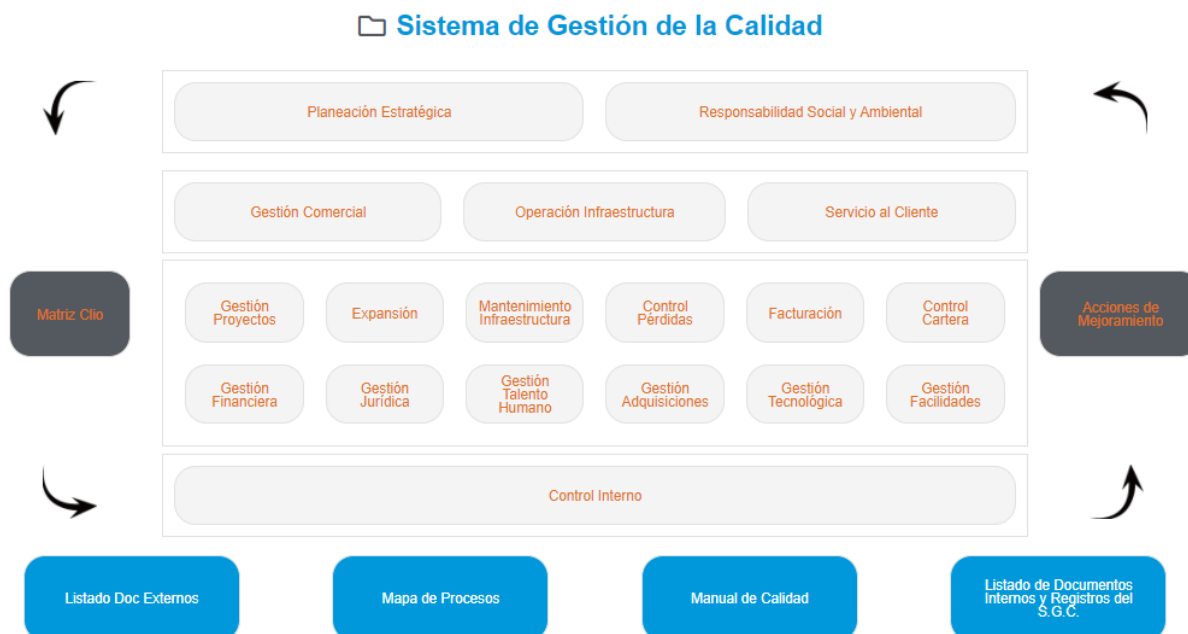 Sistema de Gestión de la Calidad
Planeación Estratégica
Responsabilidad Social y Ambiental
Gestión Comercial
Operación Infraestructura
Servicio al Cliente
Matriz Clio
Gestión
Proyectos
Expansión
Mantenimiento
Infraestructura
Control
Pérdidas
Facturación
Control
Cartera
Acciones de
Mejoramiento
Gestión
Financiera
Gestión
Jurídica
Gestión
Talento
Humano
Gestión
Adquisiciones
Gestión
Tecnológica
Gestión
Facilidades
Control Interno
Listado Doc Externos
Mapa de Procesos
Manual de Calidad
Listado de Documentos
Internos y Registros del
S.G.C.